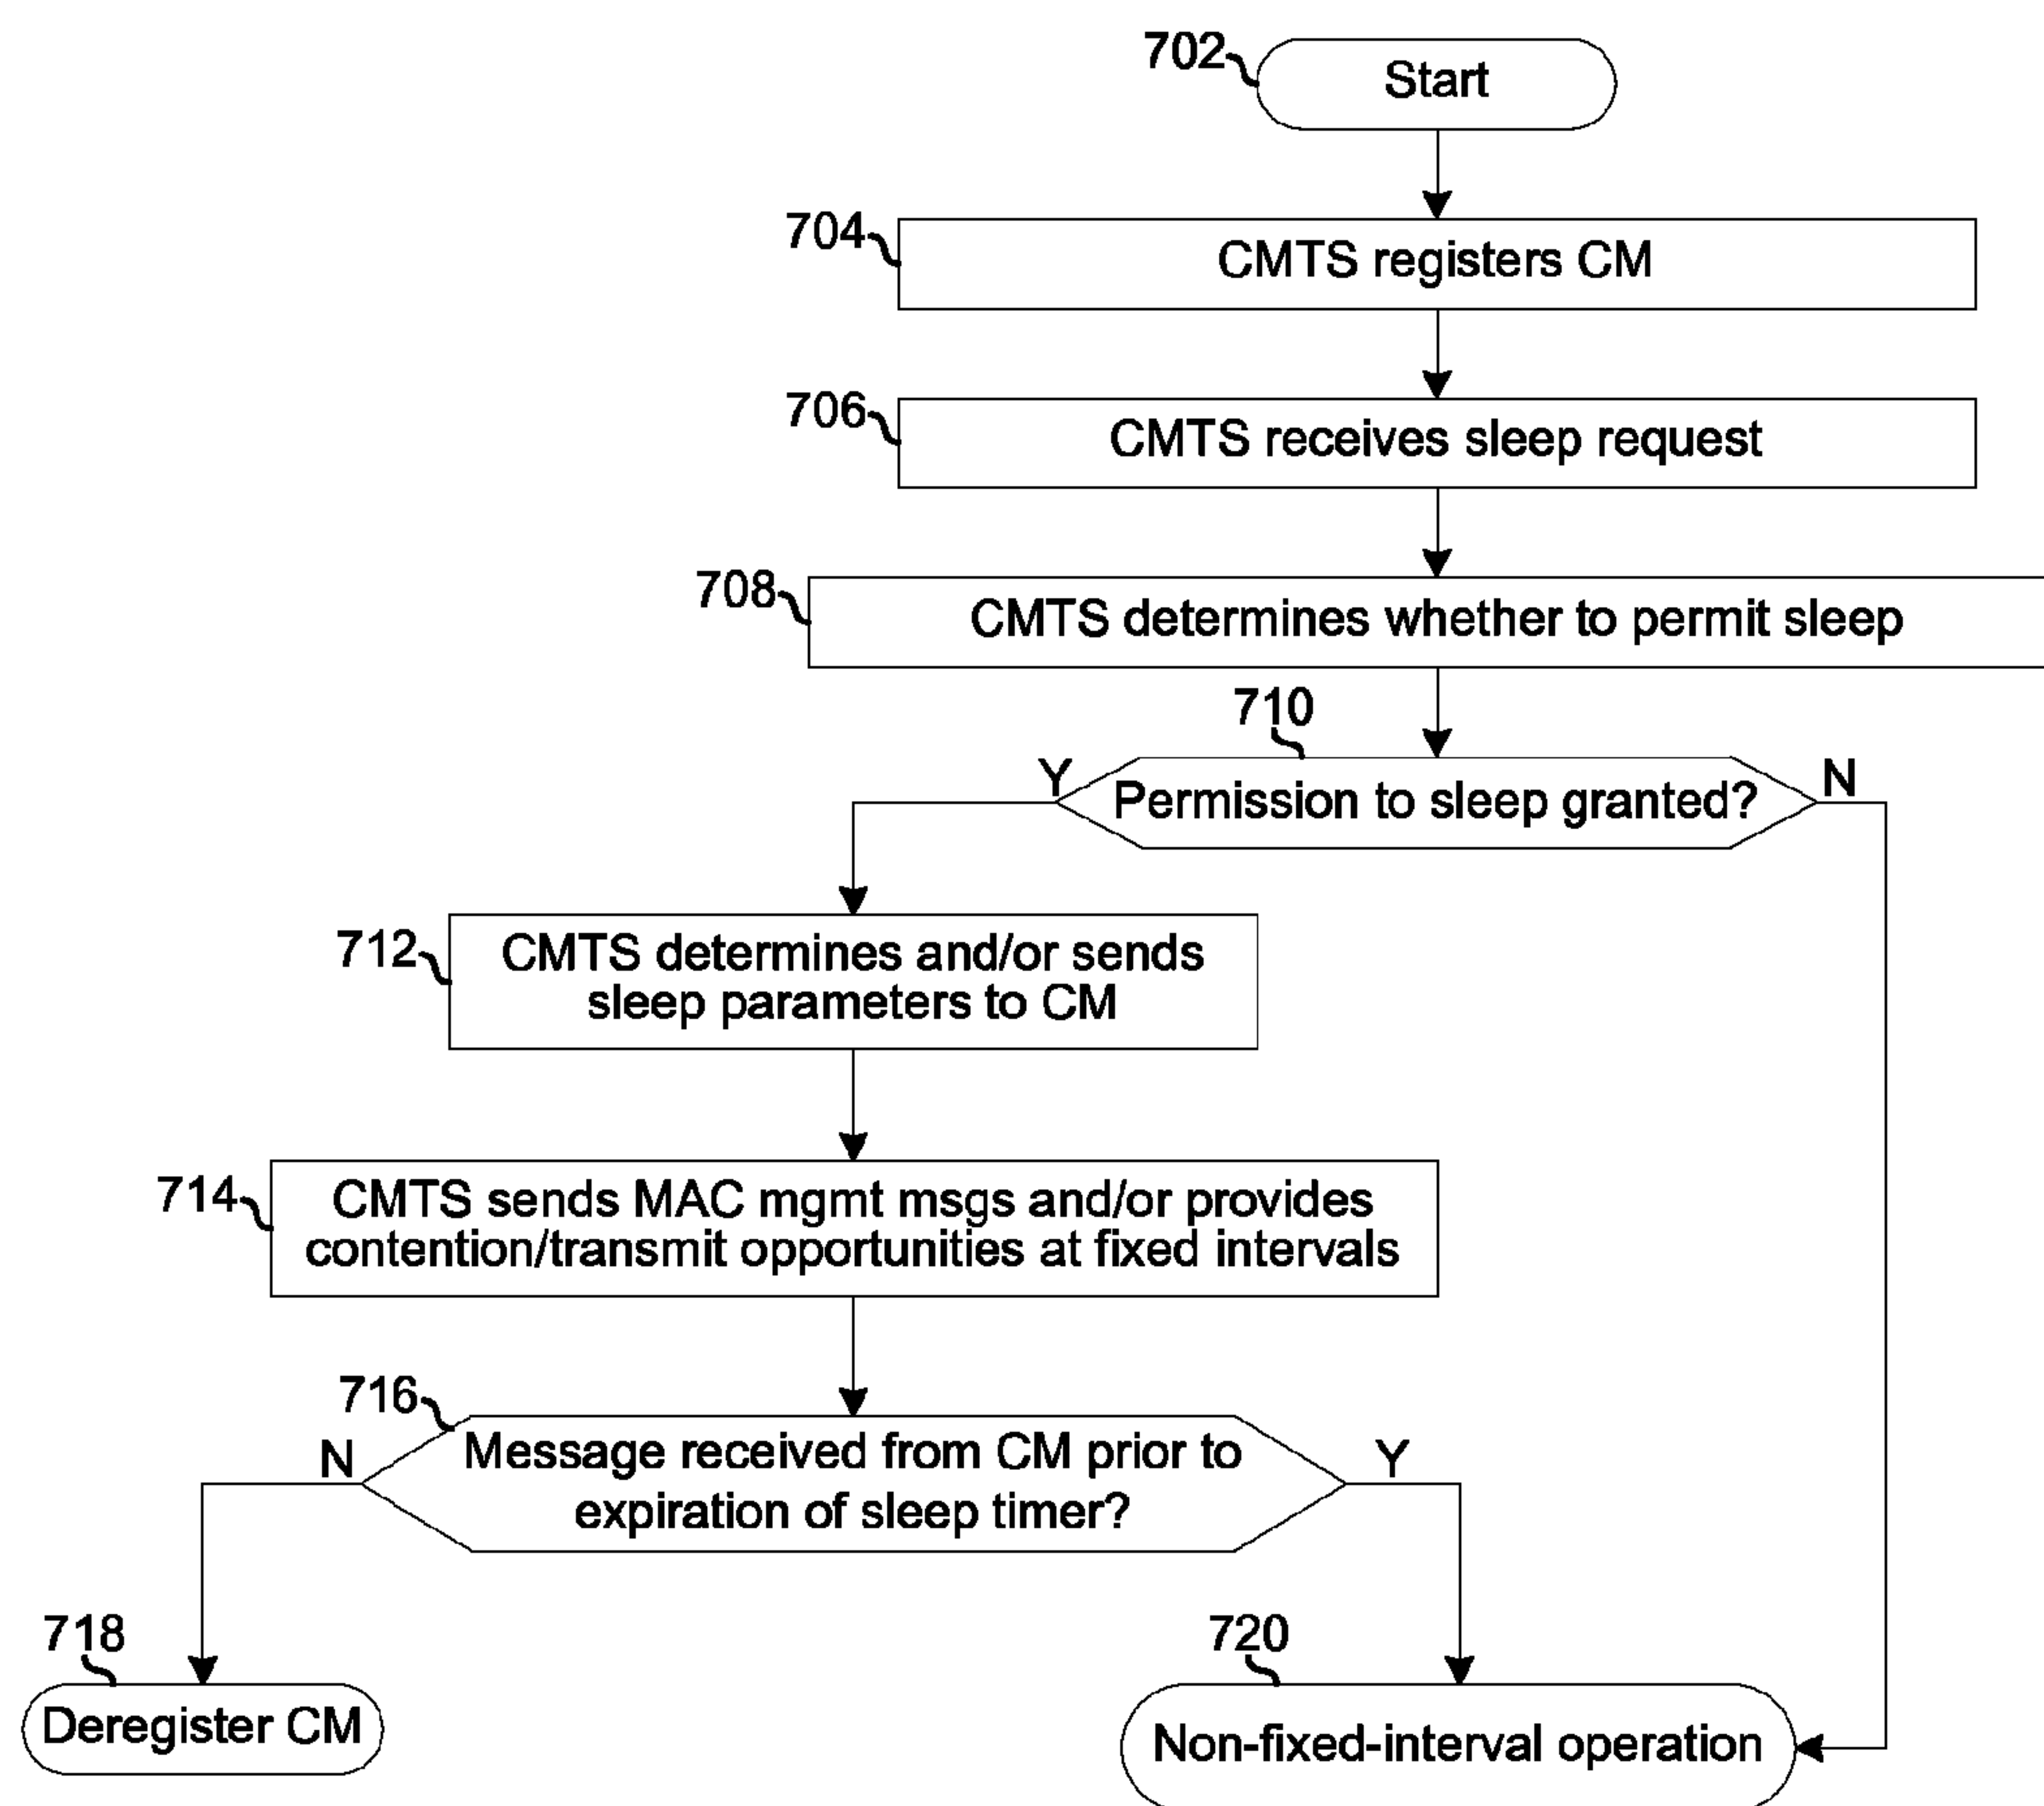 702
Start
704
CMTS registers CM
706
CMTS receives sleep request
708
CMTS determines whether to permit sleep
710
Y
Permission to sleep granted?
N
712
CMTS determines and/or sends
sleep parameters to CM
714
CMTS sends MAC mgmt msgs and/or provides
contention/transmit opportunities at fixed intervals
716
N
Message received from CM prior to
expiration of sleep timer?
Y
718
Deregister CM
720
Non-fixed-interval operation